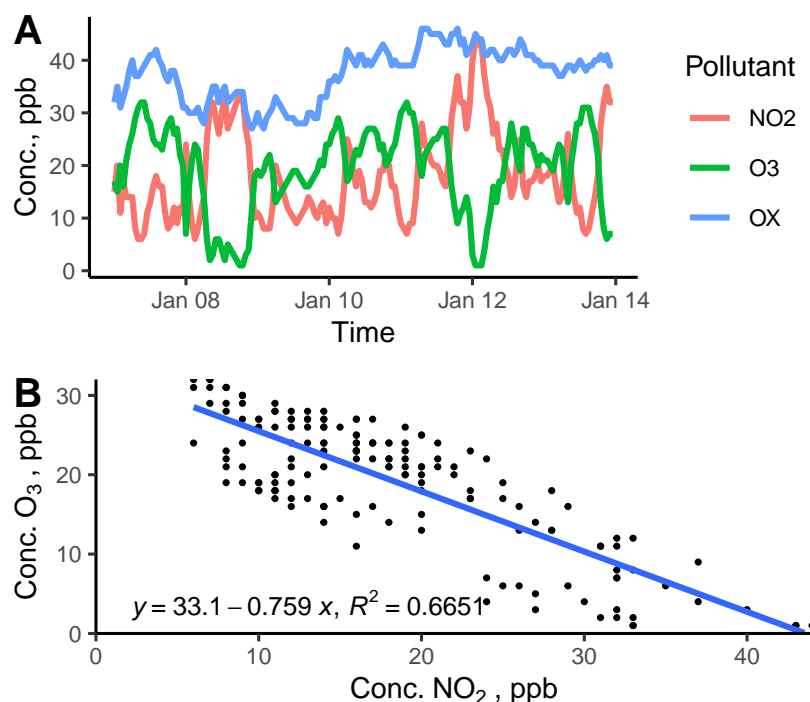 A
Conc., ppb
40
30
20
10
0
Jan 08 Jan 10 Jan 12 Jan 14
Time
Pollutant
NO2
O3
OX
B
Conc. O₃ , ppb
30
20
10
0
y = 33.1 − 0.759 x, R² = 0.6651
0 10 20 30 40
Conc. NO₂ , ppb